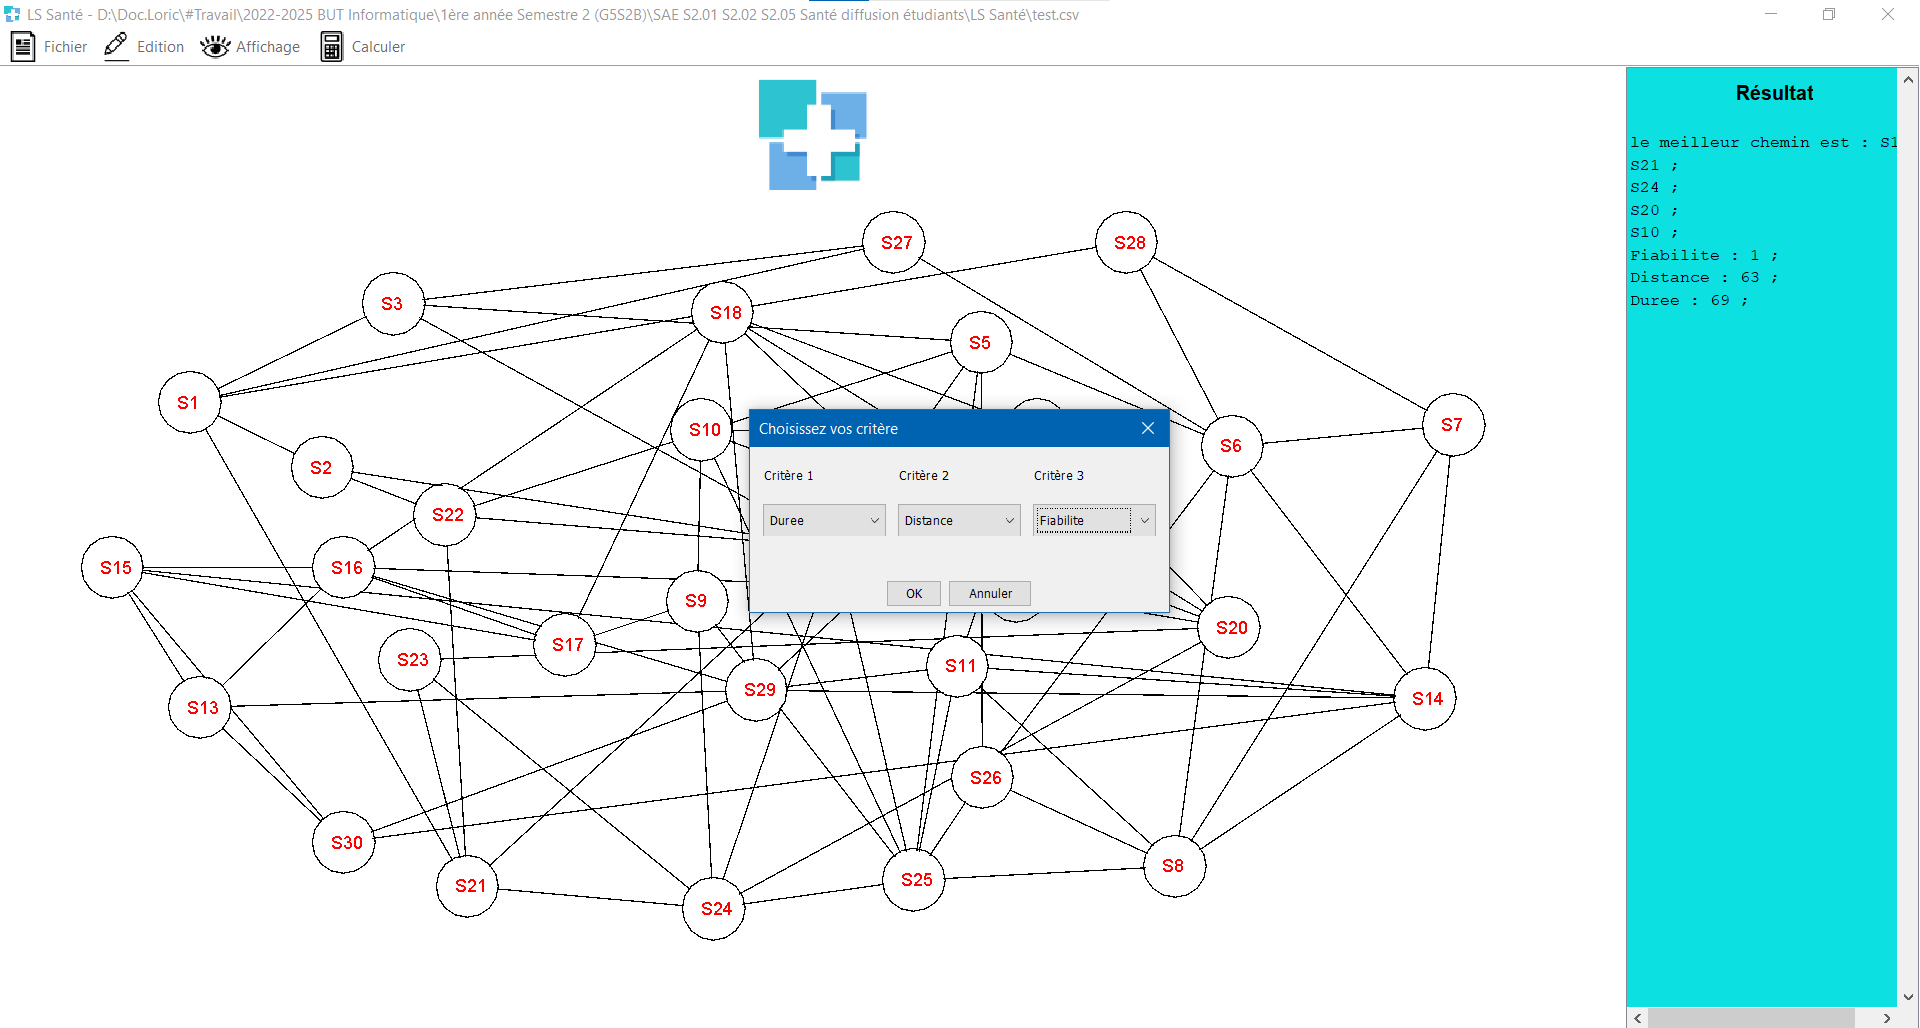 LS Santé - D:\Doc.Loric\#Travail\2022-2025 BUT Informatique\1ère année Semestre 2 (G5S2B)\SAE S2.01 S2.02 S2.05 Santé diffusion étudiants\LS Santé\test.csv
Fichier Edition Affichage Calculer
Résultat
le meilleur chemin est : S1
S21 ;
S24 ;
S20 ;
S10 ;
Fiabilite : 1 ;
Distance : 63 ;
Duree : 69 ;
S27
S28
S3
S18
S5
S1
S10
S7
S6
S2
S22
S15
S16
S9
S20
S17
S23
S11
S29
S14
S13
S26
S30
S8
S21
S25
S24
Choisissez vos critère
Critère 1 Critère 2 Critère 3
Duree Distance Fiabilite
OK Annuler